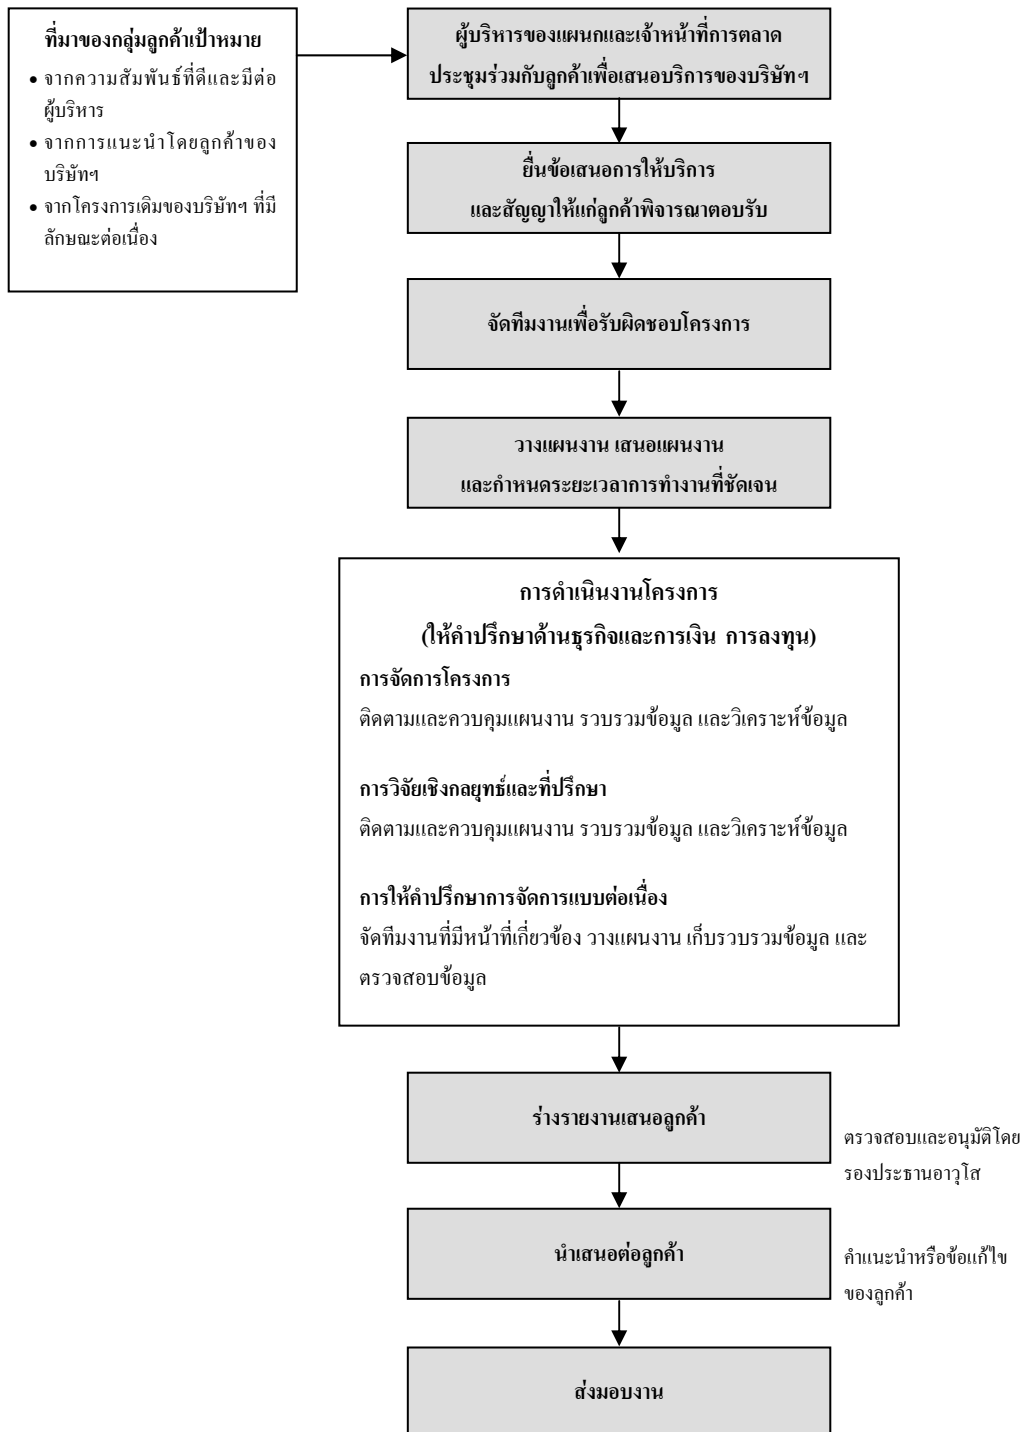 ที่มาของกลุ่มลูกค้าเป้าหมาย
• จากความสัมพันธ์ที่ดีและมีต่อ
ผู้บริหาร
• จากการแนะนำโดยลูกค้าของ
บริษัทฯ
• จากโครงการเดิมของบริษัทฯ ที่มี
ลักษณะต่อเนื่อง
ผู้บริหารของแผนกและเจ้าหน้าที่การตลาด
ประชุมร่วมกับลูกค้าเพื่อเสนอบริการของบริษัทฯ
ยื่นข้อเสนอการให้บริการ
และสัญญาให้แก่ลูกค้าพิจารณาตอบรับ
จัดทีมงานเพื่อรับผิดชอบโครงการ
วางแผนงาน เสนอแผนงาน
และกำหนดระยะเวลาการทำงานที่ชัดเจน
การดำเนินงานโครงการ
(ให้คำปรึกษาด้านธุรกิจและการเงิน การลงทุน)
การจัดการโครงการ
ติดตามและควบคุมแผนงาน รวบรวมข้อมูล และวิเคราะห์ข้อมูล
การวิจัยเชิงกลยุทธ์และที่ปรึกษา
ติดตามและควบคุมแผนงาน รวบรวมข้อมูล และวิเคราะห์ข้อมูล
การให้คำปรึกษาการจัดการแบบต่อเนื่อง
จัดทีมงานที่มีหน้าที่เกี่ยวข้อง วางแผนงาน เก็บรวบรวมข้อมูล และ
ตรวจสอบข้อมูล
ร่างรายงานเสนอลูกค้า
ตรวจสอบและอนุมัติโดย
รองประธานอาวุโส
นำเสนอต่อลูกค้า
คำแนะนำหรือข้อแก้ไข
ของลูกค้า
ส่งมอบงาน